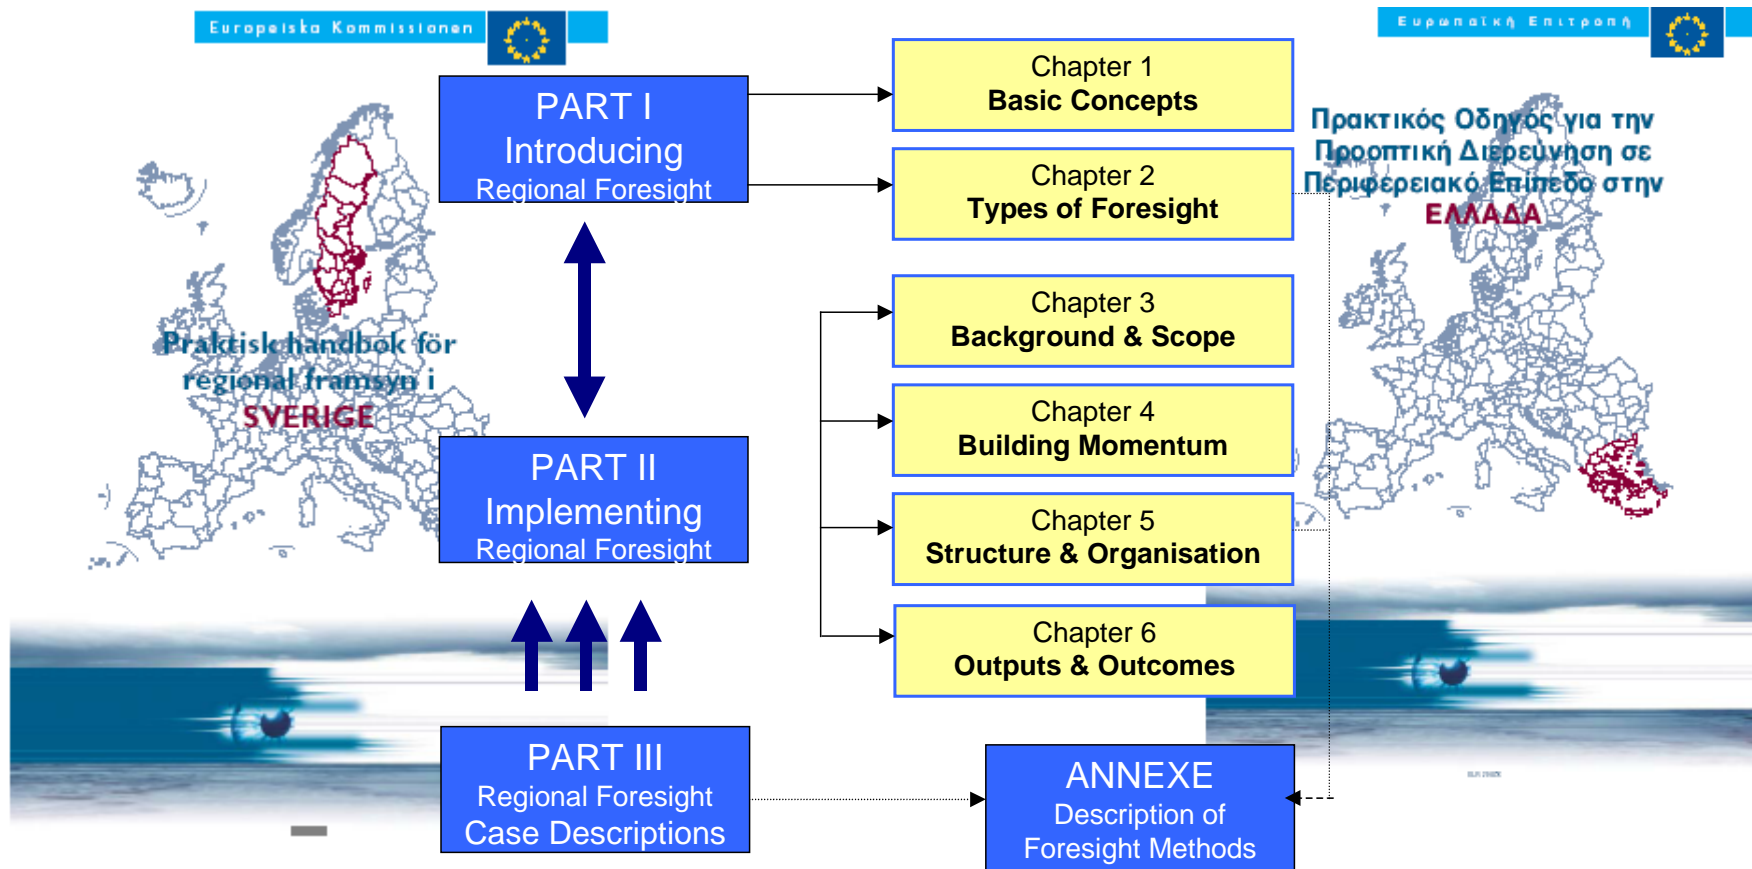 Europeiska Kommissionen
Ευρωπαϊκή Επιτροπή
PART I
Introducing
Regional Foresight
Chapter 1
Basic Concepts
Chapter 2
Types of Foresight
Πρακτικός Οδηγός για την
Προοπτική Διερεύνηση σε
Περιφερειακό Επίπεδο στην
ΕΛΛΑΔΑ
Praktisk handbok för
regional framsyn i
SVERIGE
Chapter 3
Background & Scope
Chapter 4
Building Momentum
PART II
Implementing
Regional Foresight
Chapter 5
Structure & Organisation
Chapter 6
Outputs & Outcomes
PART III
Regional Foresight
Case Descriptions
ANNEXE
Description of
Foresight Methods